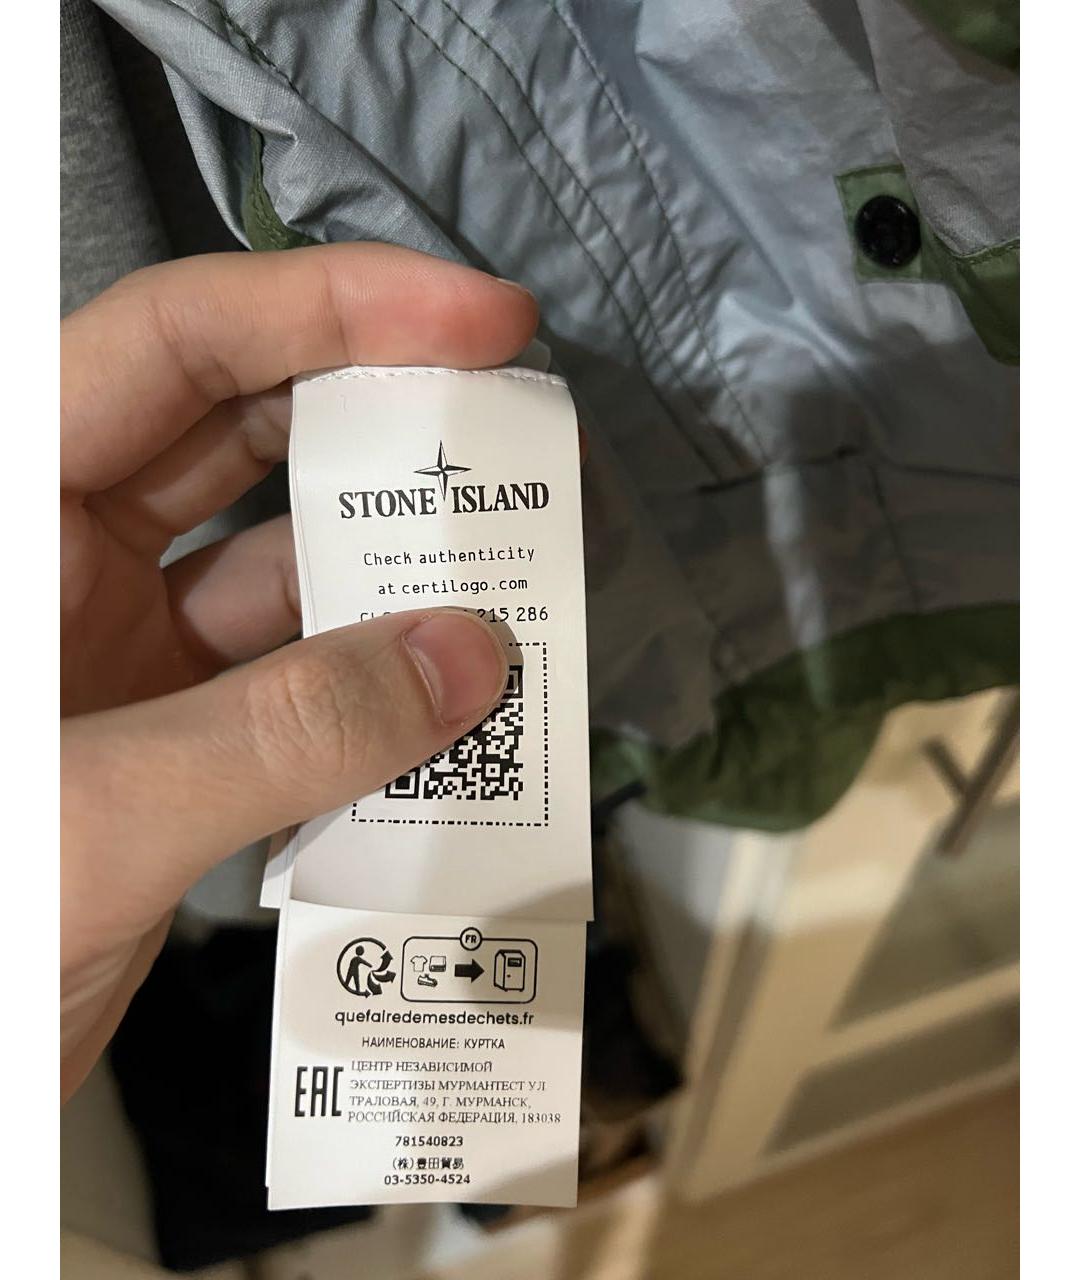 STONE ISLAND
Check authenticity
at certilogo.com
215 286
FR
quefairedemesdechets.fr
НАИМЕНОВАНИЕ: КУРТКА
EAC
ЦЕНТР НЕЗАВИСИМОЙ
ЭКСПЕРТИЗЫ МУРМАНТЕСТ УЛ
ТРАЛОВАЯ, 49, Г. МУРМАНСК,
РОССИЙСКАЯ ФЕДЕРАЦИЯ, 183038
781540823
(株)豊田貿易
03-5350-4524